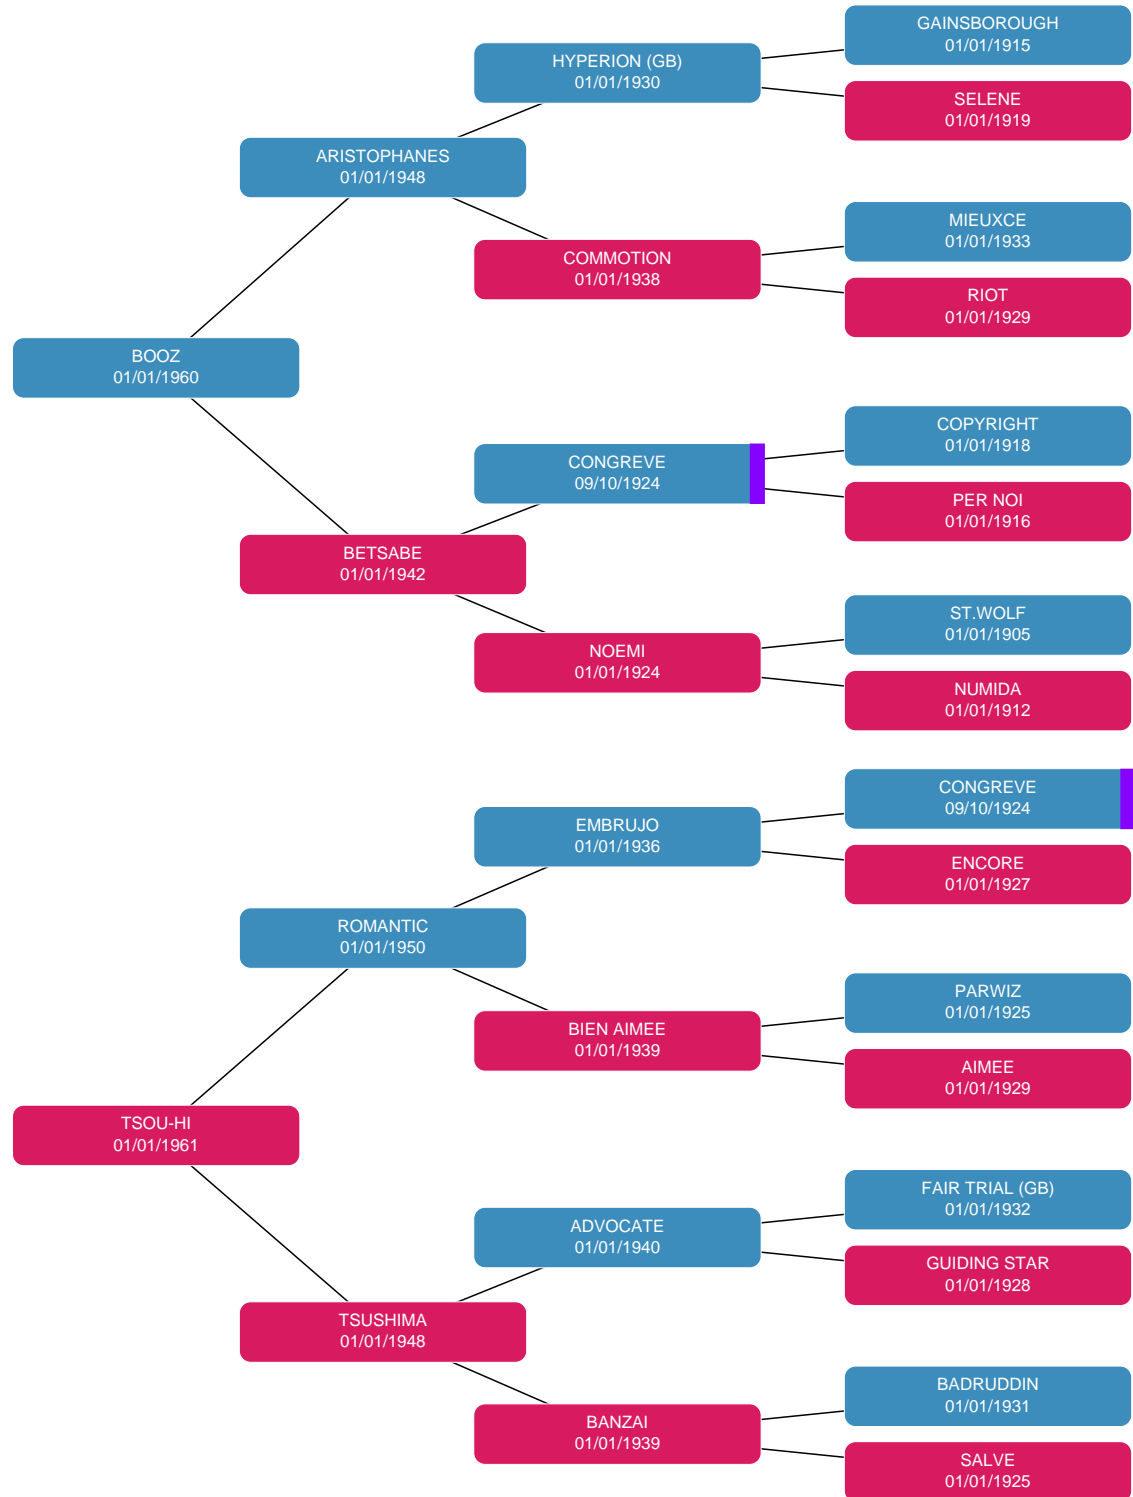 GAINSBOROUGH
01/01/1915
HYPERION (GB)
01/01/1930
SELENE
01/01/1919
ARISTOPHANES
01/01/1948
MIEUXCE
01/01/1933
COMMOTION
01/01/1938
RIOT
01/01/1929
BOOZ
01/01/1960
COPYRIGHT
01/01/1918
CONGREVE
09/10/1924
PER NOI
01/01/1916
BETSABE
01/01/1942
ST.WOLF
01/01/1905
NOEMI
01/01/1924
NUMIDA
01/01/1912
CONGREVE
09/10/1924
EMBRUJO
01/01/1936
ENCORE
01/01/1927
ROMANTIC
01/01/1950
PARWIZ
01/01/1925
BIEN AIMEE
01/01/1939
AIMEE
01/01/1929
TSOU-HI
01/01/1961
FAIR TRIAL (GB)
01/01/1932
ADVOCATE
01/01/1940
GUIDING STAR
01/01/1928
TSUSHIMA
01/01/1948
BADRUDDIN
01/01/1931
BANZAI
01/01/1939
SALVE
01/01/1925